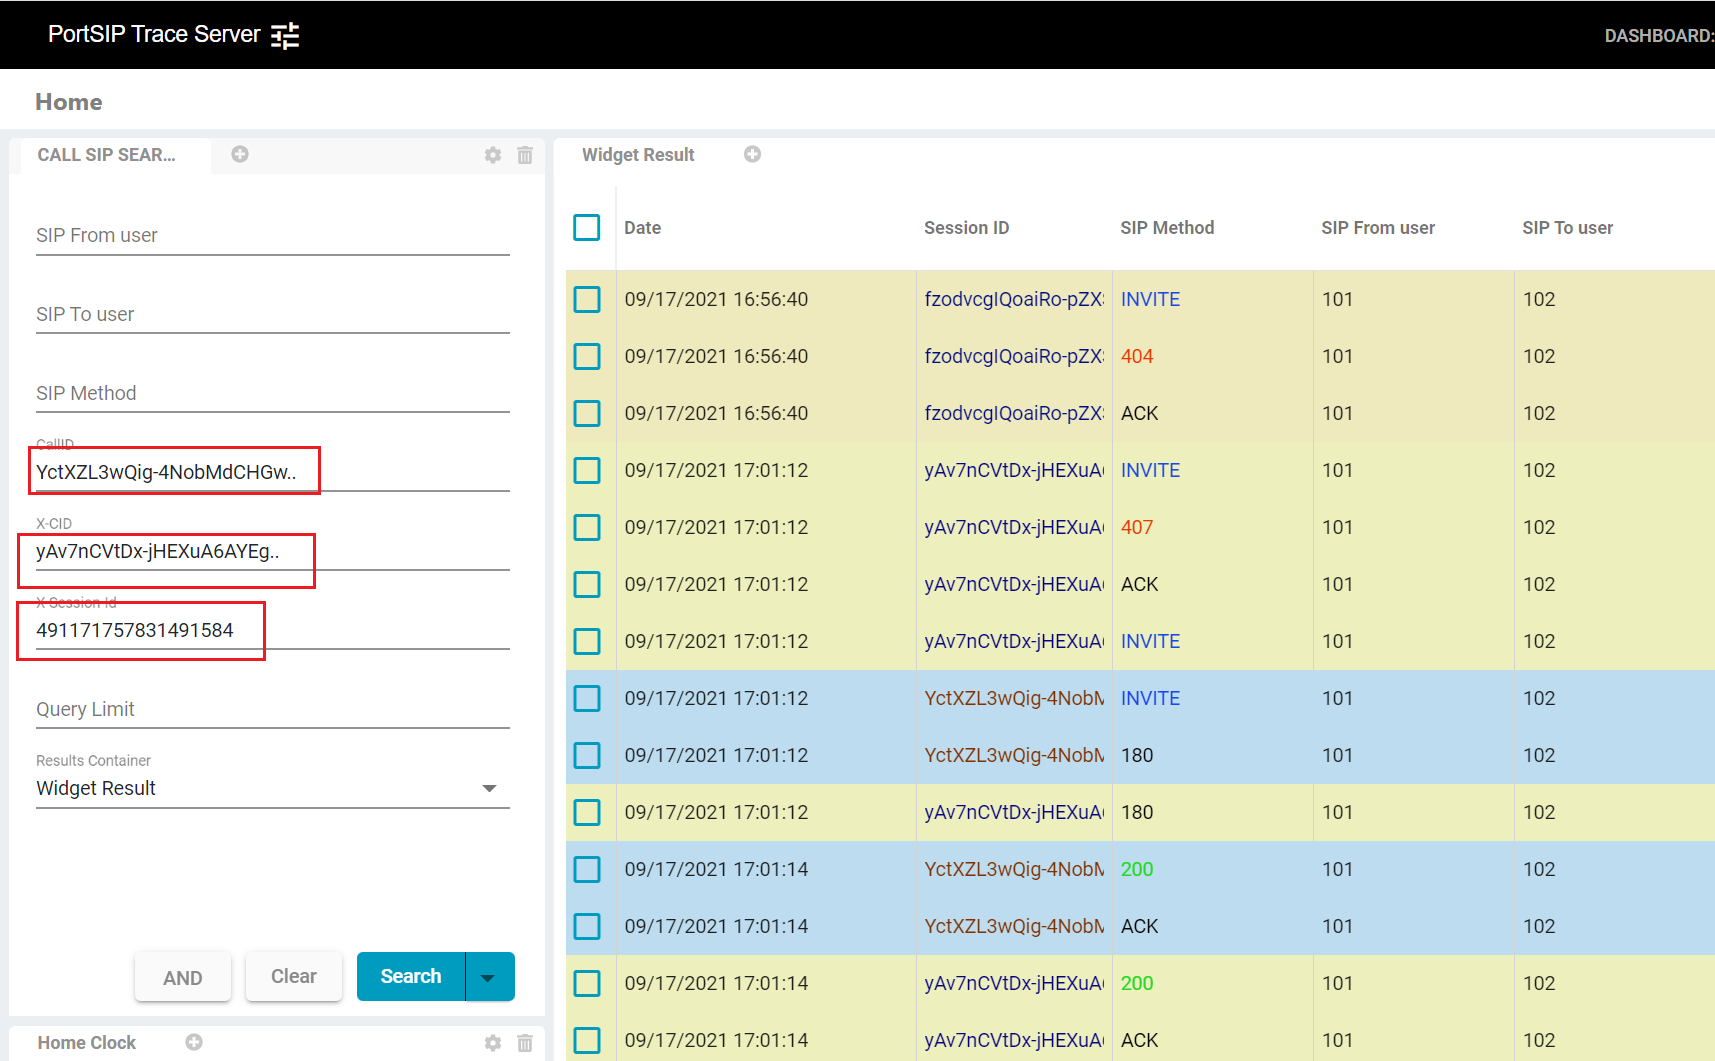 PortSIP Trace Server
DASHBOARD:
Home
CALL SIP SEAR...
SIP From user
SIP To user
SIP Method
CallID
YctXZL3wQig-4NobMdCHGw..
X-CID
yAv7nCVtDx-jHEXuA6AYEg..
X-Session Id
491171757831491584
Query Limit
Results Container
Widget Result
AND Clear Search
Home Clock
Widget Result
Date Session ID SIP Method SIP From user SIP To user
09/17/2021 16:56:40 fzodvcgIQoaiRo-pZX INVITE 101 102
09/17/2021 16:56:40 fzodvcgIQoaiRo-pZX 404 101 102
09/17/2021 16:56:40 fzodvcgIQoaiRo-pZX ACK 101 102
09/17/2021 17:01:12 yAv7nCVtDx-jHEXuA INVITE 101 102
09/17/2021 17:01:12 yAv7nCVtDx-jHEXuA 407 101 102
09/17/2021 17:01:12 yAv7nCVtDx-jHEXuA ACK 101 102
09/17/2021 17:01:12 yAv7nCVtDx-jHEXuA INVITE 101 102
09/17/2021 17:01:12 YctXZL3wQig-4NobM INVITE 101 102
09/17/2021 17:01:12 YctXZL3wQig-4NobM 180 101 102
09/17/2021 17:01:12 yAv7nCVtDx-jHEXuA 180 101 102
09/17/2021 17:01:14 YctXZL3wQig-4NobM 200 101 102
09/17/2021 17:01:14 YctXZL3wQig-4NobM ACK 101 102
09/17/2021 17:01:14 yAv7nCVtDx-jHEXuA 200 101 102
09/17/2021 17:01:14 yAv7nCVtDx-jHEXuA ACK 101 102